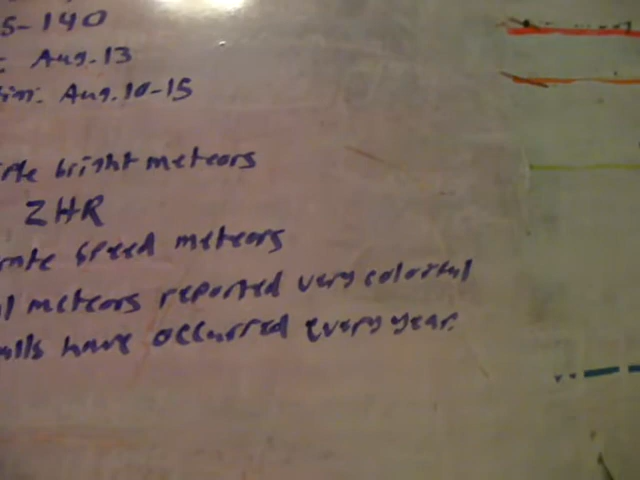 S-140
: Aug. 13
Aug. 10-15
bright meteors
ZHR
speed meteors
meteors reported very colorful
have occurred every year.